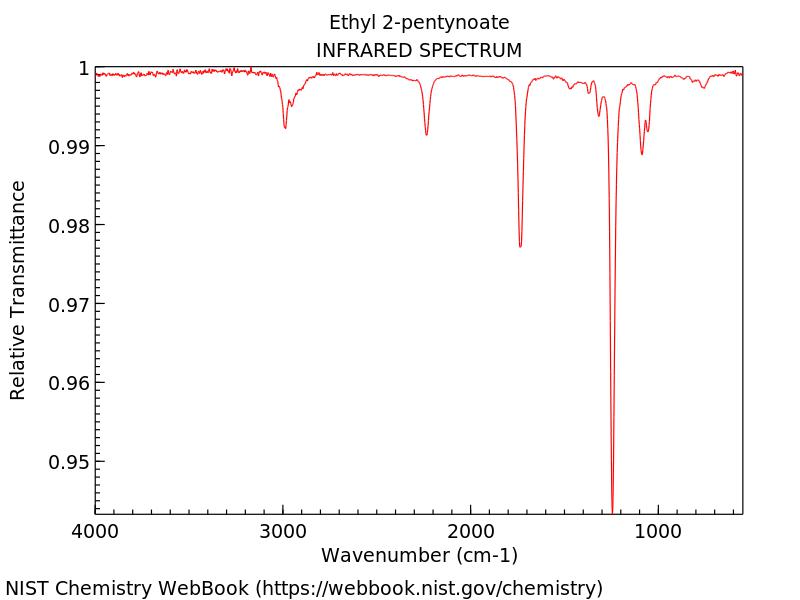 Ethyl 2-pentynoate
INFRARED SPECTRUM
1
0.99
0.98
0.97
0.96
0.95
Relative Transmittance
4000 3000 2000 1000
Wavenumber (cm-1)
NIST Chemistry WebBook (https://webbook.nist.gov/chemistry)